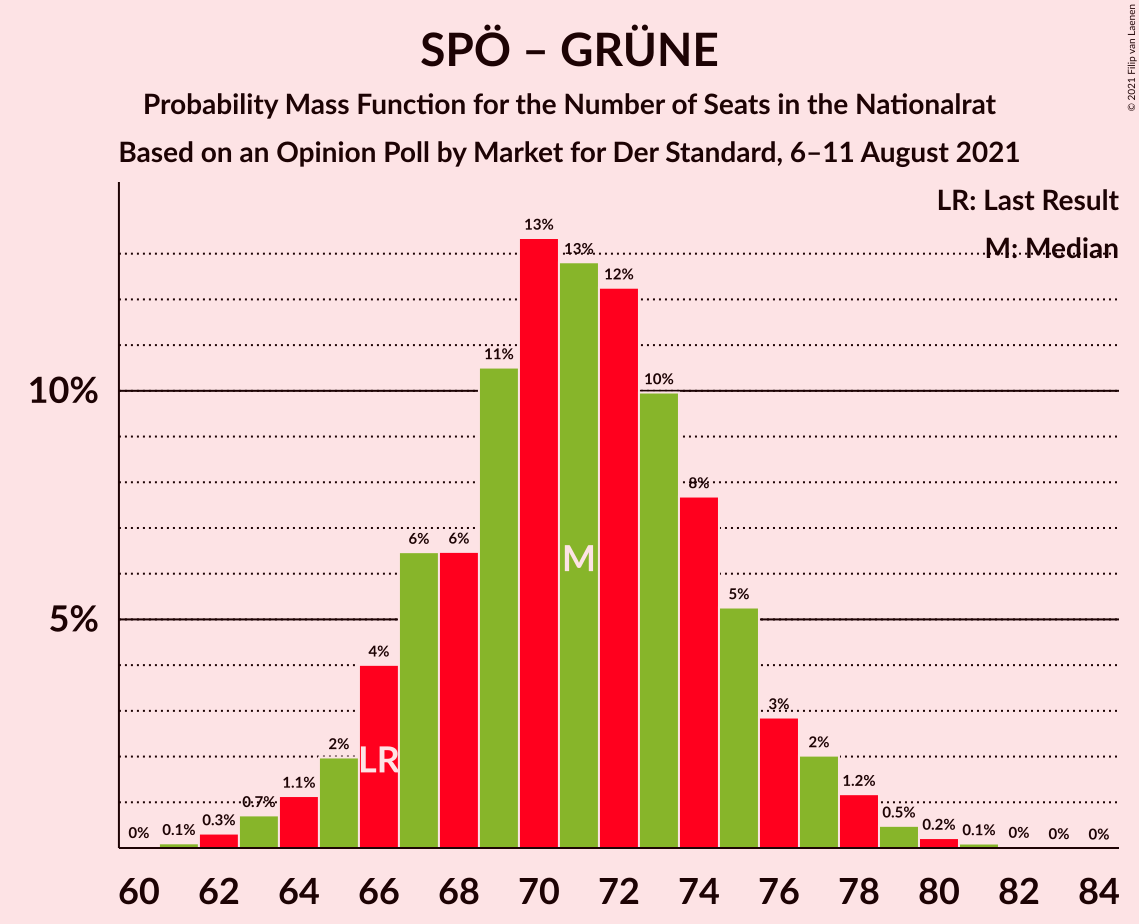 SPÖ – GRÜNE
Probability Mass Function for the Number of Seats in the Nationalrat
Based on an Opinion Poll by Market for Der Standard, 6–11 August 2021
© 2021 Filip van Laenen
LR: Last Result
M: Median
10%
5%
0% 0.1% 0.3% 0.7% 1.1% 2% 4% 6% 6% 11% 13% 13% 12% 10% 8% 5% 3% 2% 1.2% 0.5% 0.2% 0.1% 0% 0% 0%
M
LR
60 62 64 66 68 70 72 74 76 78 80 82 84